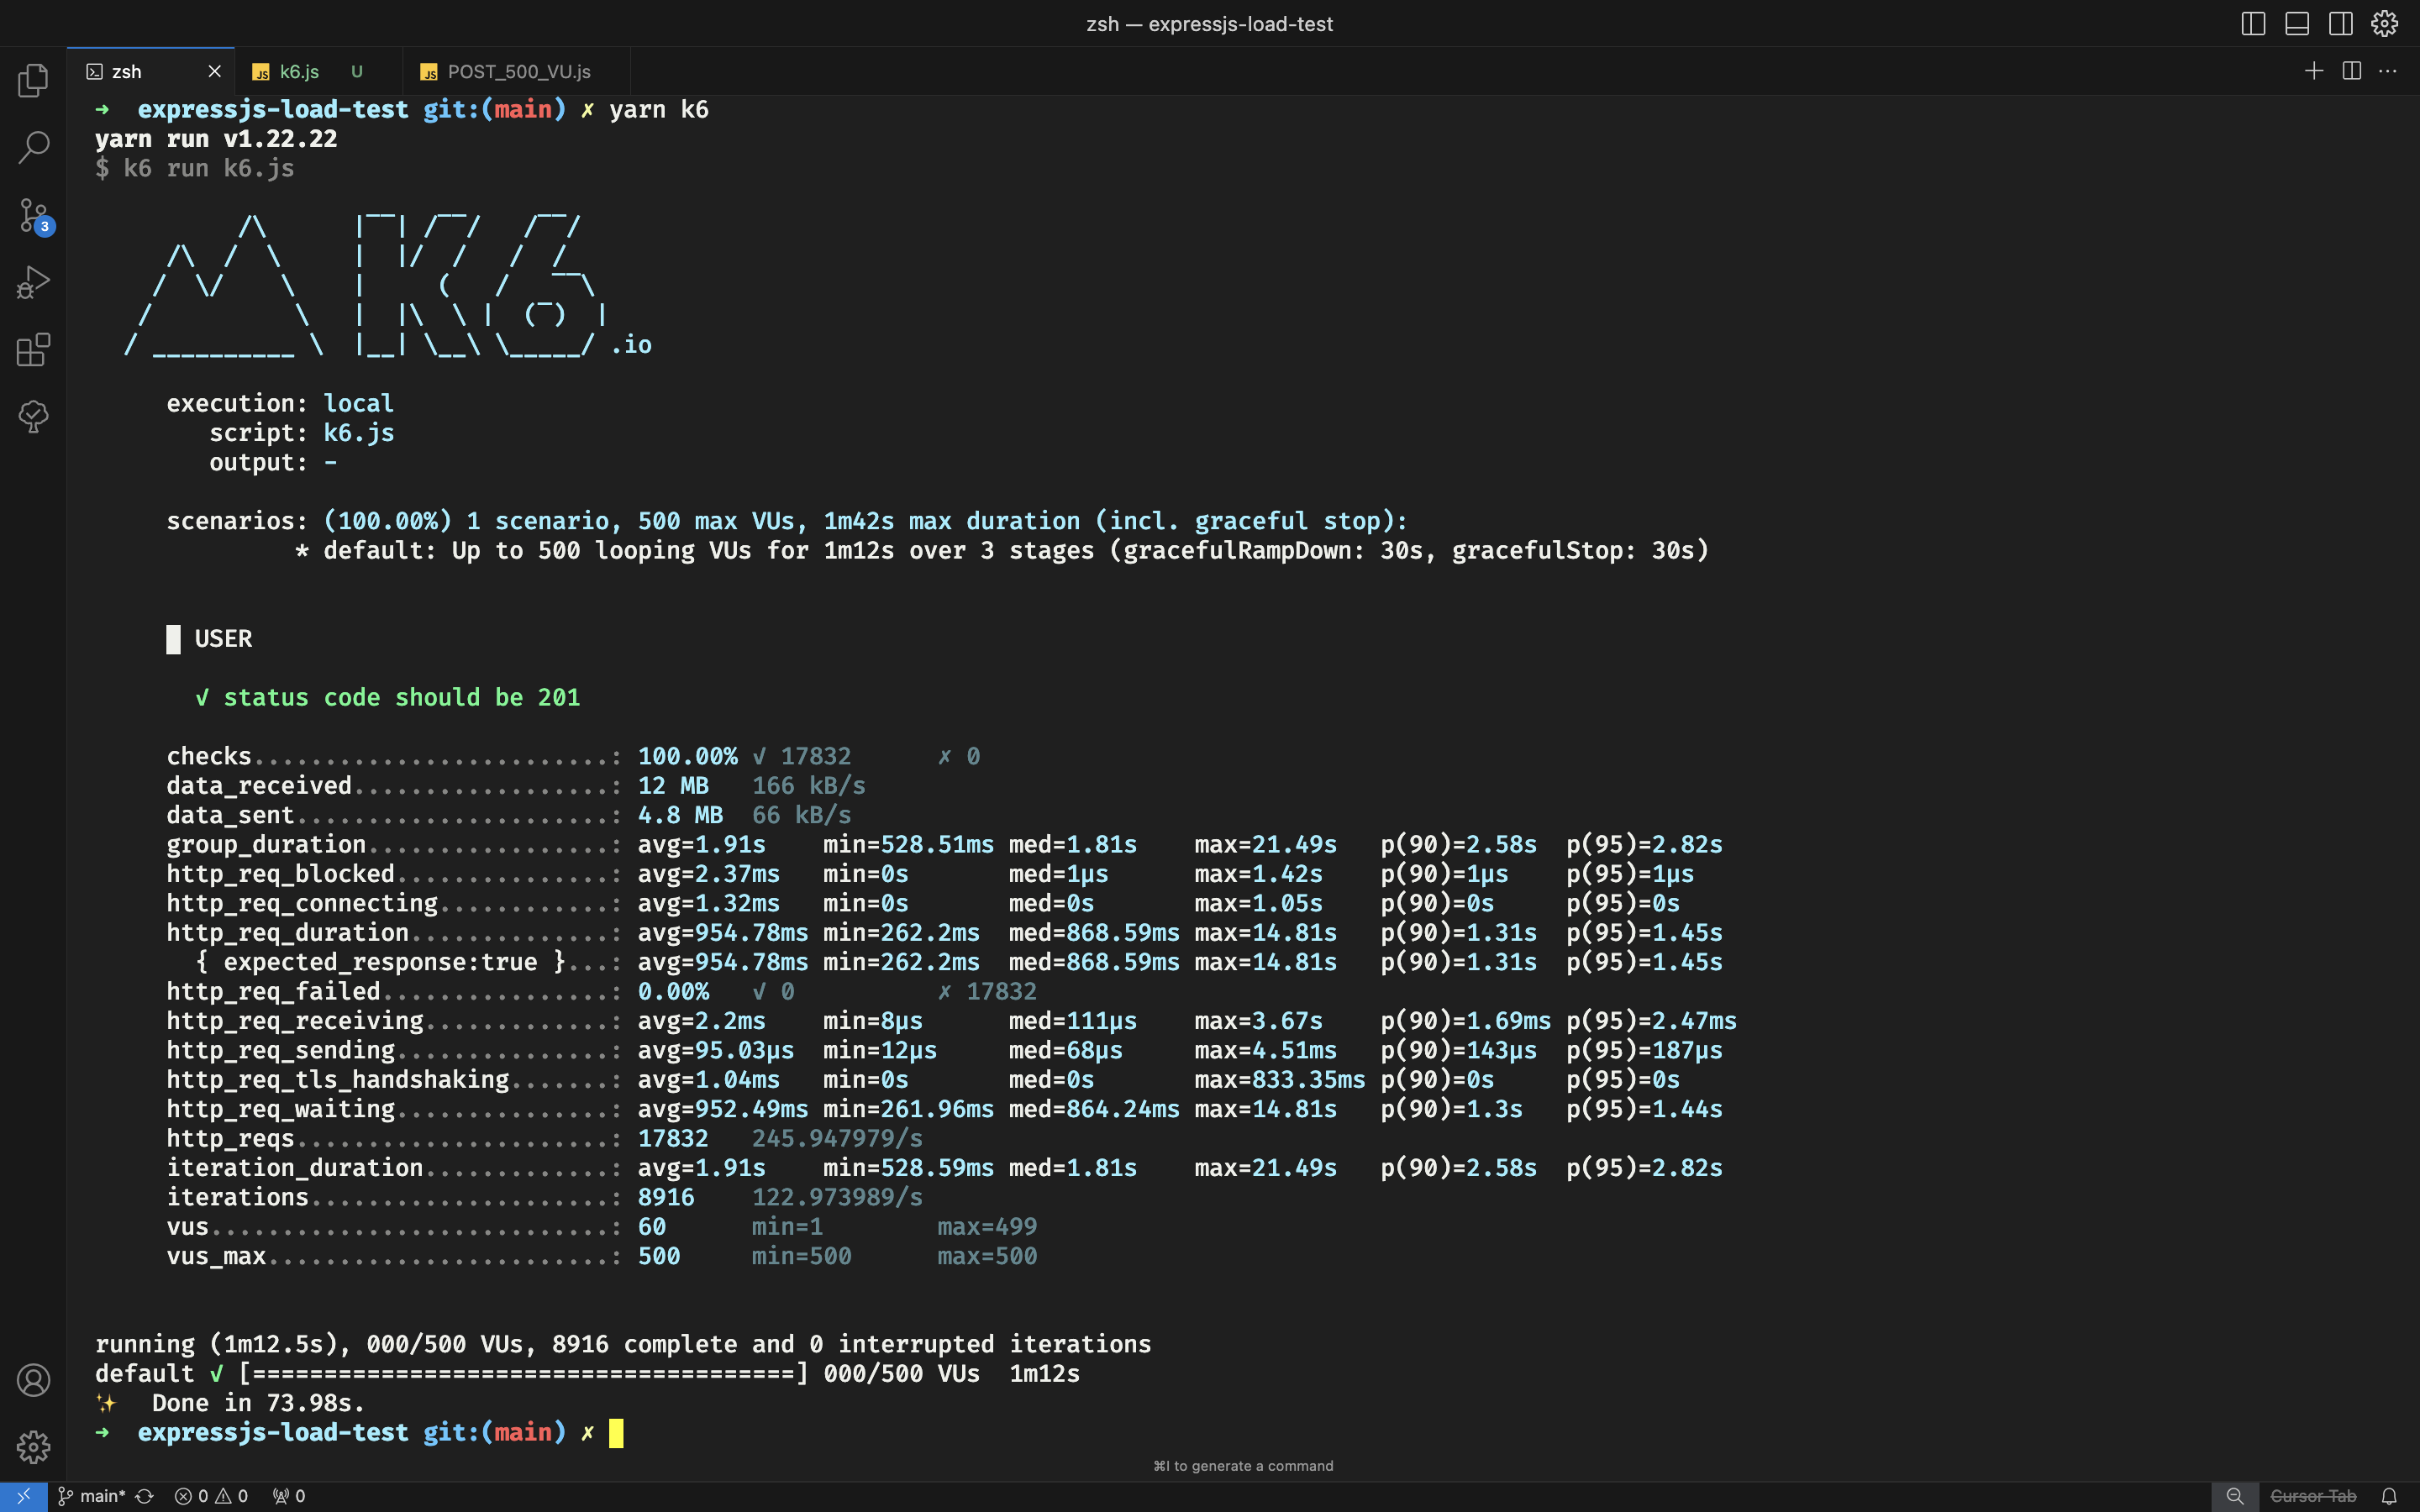 zsh — expressjs-load-test
zsh
k6.js U
POST_500_VU.js
➜ expressjs-load-test git:(main) ✗ yarn k6
yarn run v1.22.22
$ k6 run k6.js
          /\      |‾‾| /‾‾/   /‾‾/
     /\  /  \     |  |/  /   /  /
    /  \/    \    |     (   /   ‾‾\
   /          \   |  |\  \ |  (‾)  |
  / __________ \  |__| \__\ \_____/ .io
execution: local
script: k6.js
output: -
scenarios: (100.00%) 1 scenario, 500 max VUs, 1m42s max duration (incl. graceful stop):
* default: Up to 500 looping VUs for 1m12s over 3 stages (gracefulRampDown: 30s, gracefulStop: 30s)
█ USER
✓ status code should be 201
checks.........................: 100.00% ✓ 17832 ✗ 0
data_received..................: 12 MB 166 kB/s
data_sent......................: 4.8 MB 66 kB/s
group_duration.................: avg=1.91s min=528.51ms med=1.81s max=21.49s p(90)=2.58s p(95)=2.82s
http_req_blocked...............: avg=2.37ms min=0s med=1µs max=1.42s p(90)=1µs p(95)=1µs
http_req_connecting............: avg=1.32ms min=0s med=0s max=1.05s p(90)=0s p(95)=0s
http_req_duration..............: avg=954.78ms min=262.2ms med=868.59ms max=14.81s p(90)=1.31s p(95)=1.45s
{ expected_response:true }...: avg=954.78ms min=262.2ms med=868.59ms max=14.81s p(90)=1.31s p(95)=1.45s
http_req_failed................: 0.00% ✓ 0 ✗ 17832
http_req_receiving.............: avg=2.2ms min=8µs med=111µs max=3.67s p(90)=1.69ms p(95)=2.47ms
http_req_sending...............: avg=95.03µs min=12µs med=68µs max=4.51ms p(90)=143µs p(95)=187µs
http_req_tls_handshaking.......: avg=1.04ms min=0s med=0s max=833.35ms p(90)=0s p(95)=0s
http_req_waiting...............: avg=952.49ms min=261.96ms med=864.24ms max=14.81s p(90)=1.3s p(95)=1.44s
http_reqs......................: 17832 245.947979/s
iteration_duration.............: avg=1.91s min=528.59ms med=1.81s max=21.49s p(90)=2.58s p(95)=2.82s
iterations.....................: 8916 122.973989/s
vus............................: 60 min=1 max=499
vus_max........................: 500 min=500 max=500
running (1m12.5s), 000/500 VUs, 8916 complete and 0 interrupted iterations
default ✓ [======================================] 000/500 VUs 1m12s
✨ Done in 73.98s.
➜ expressjs-load-test git:(main) ✗
⌘I to generate a command
3
main* 0 0 0
Cursor Tab